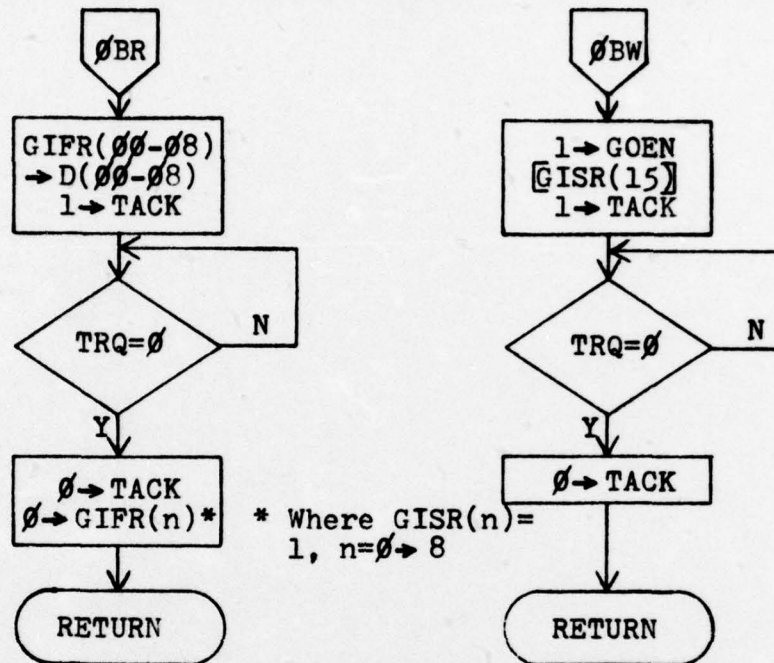 ØBR
GIFR(ØØ-Ø8)
→ D(ØØ-Ø8)
1→ TACK
TRQ=Ø
N
Y
Ø→ TACK
Ø→ GIFR(n)*
* Where GISR(n)=
1, n=Ø→ 8
RETURN
ØBW
1→ GOEN
[GISR(15)]
1→ TACK
TRQ=Ø
N
Y
Ø→ TACK
RETURN